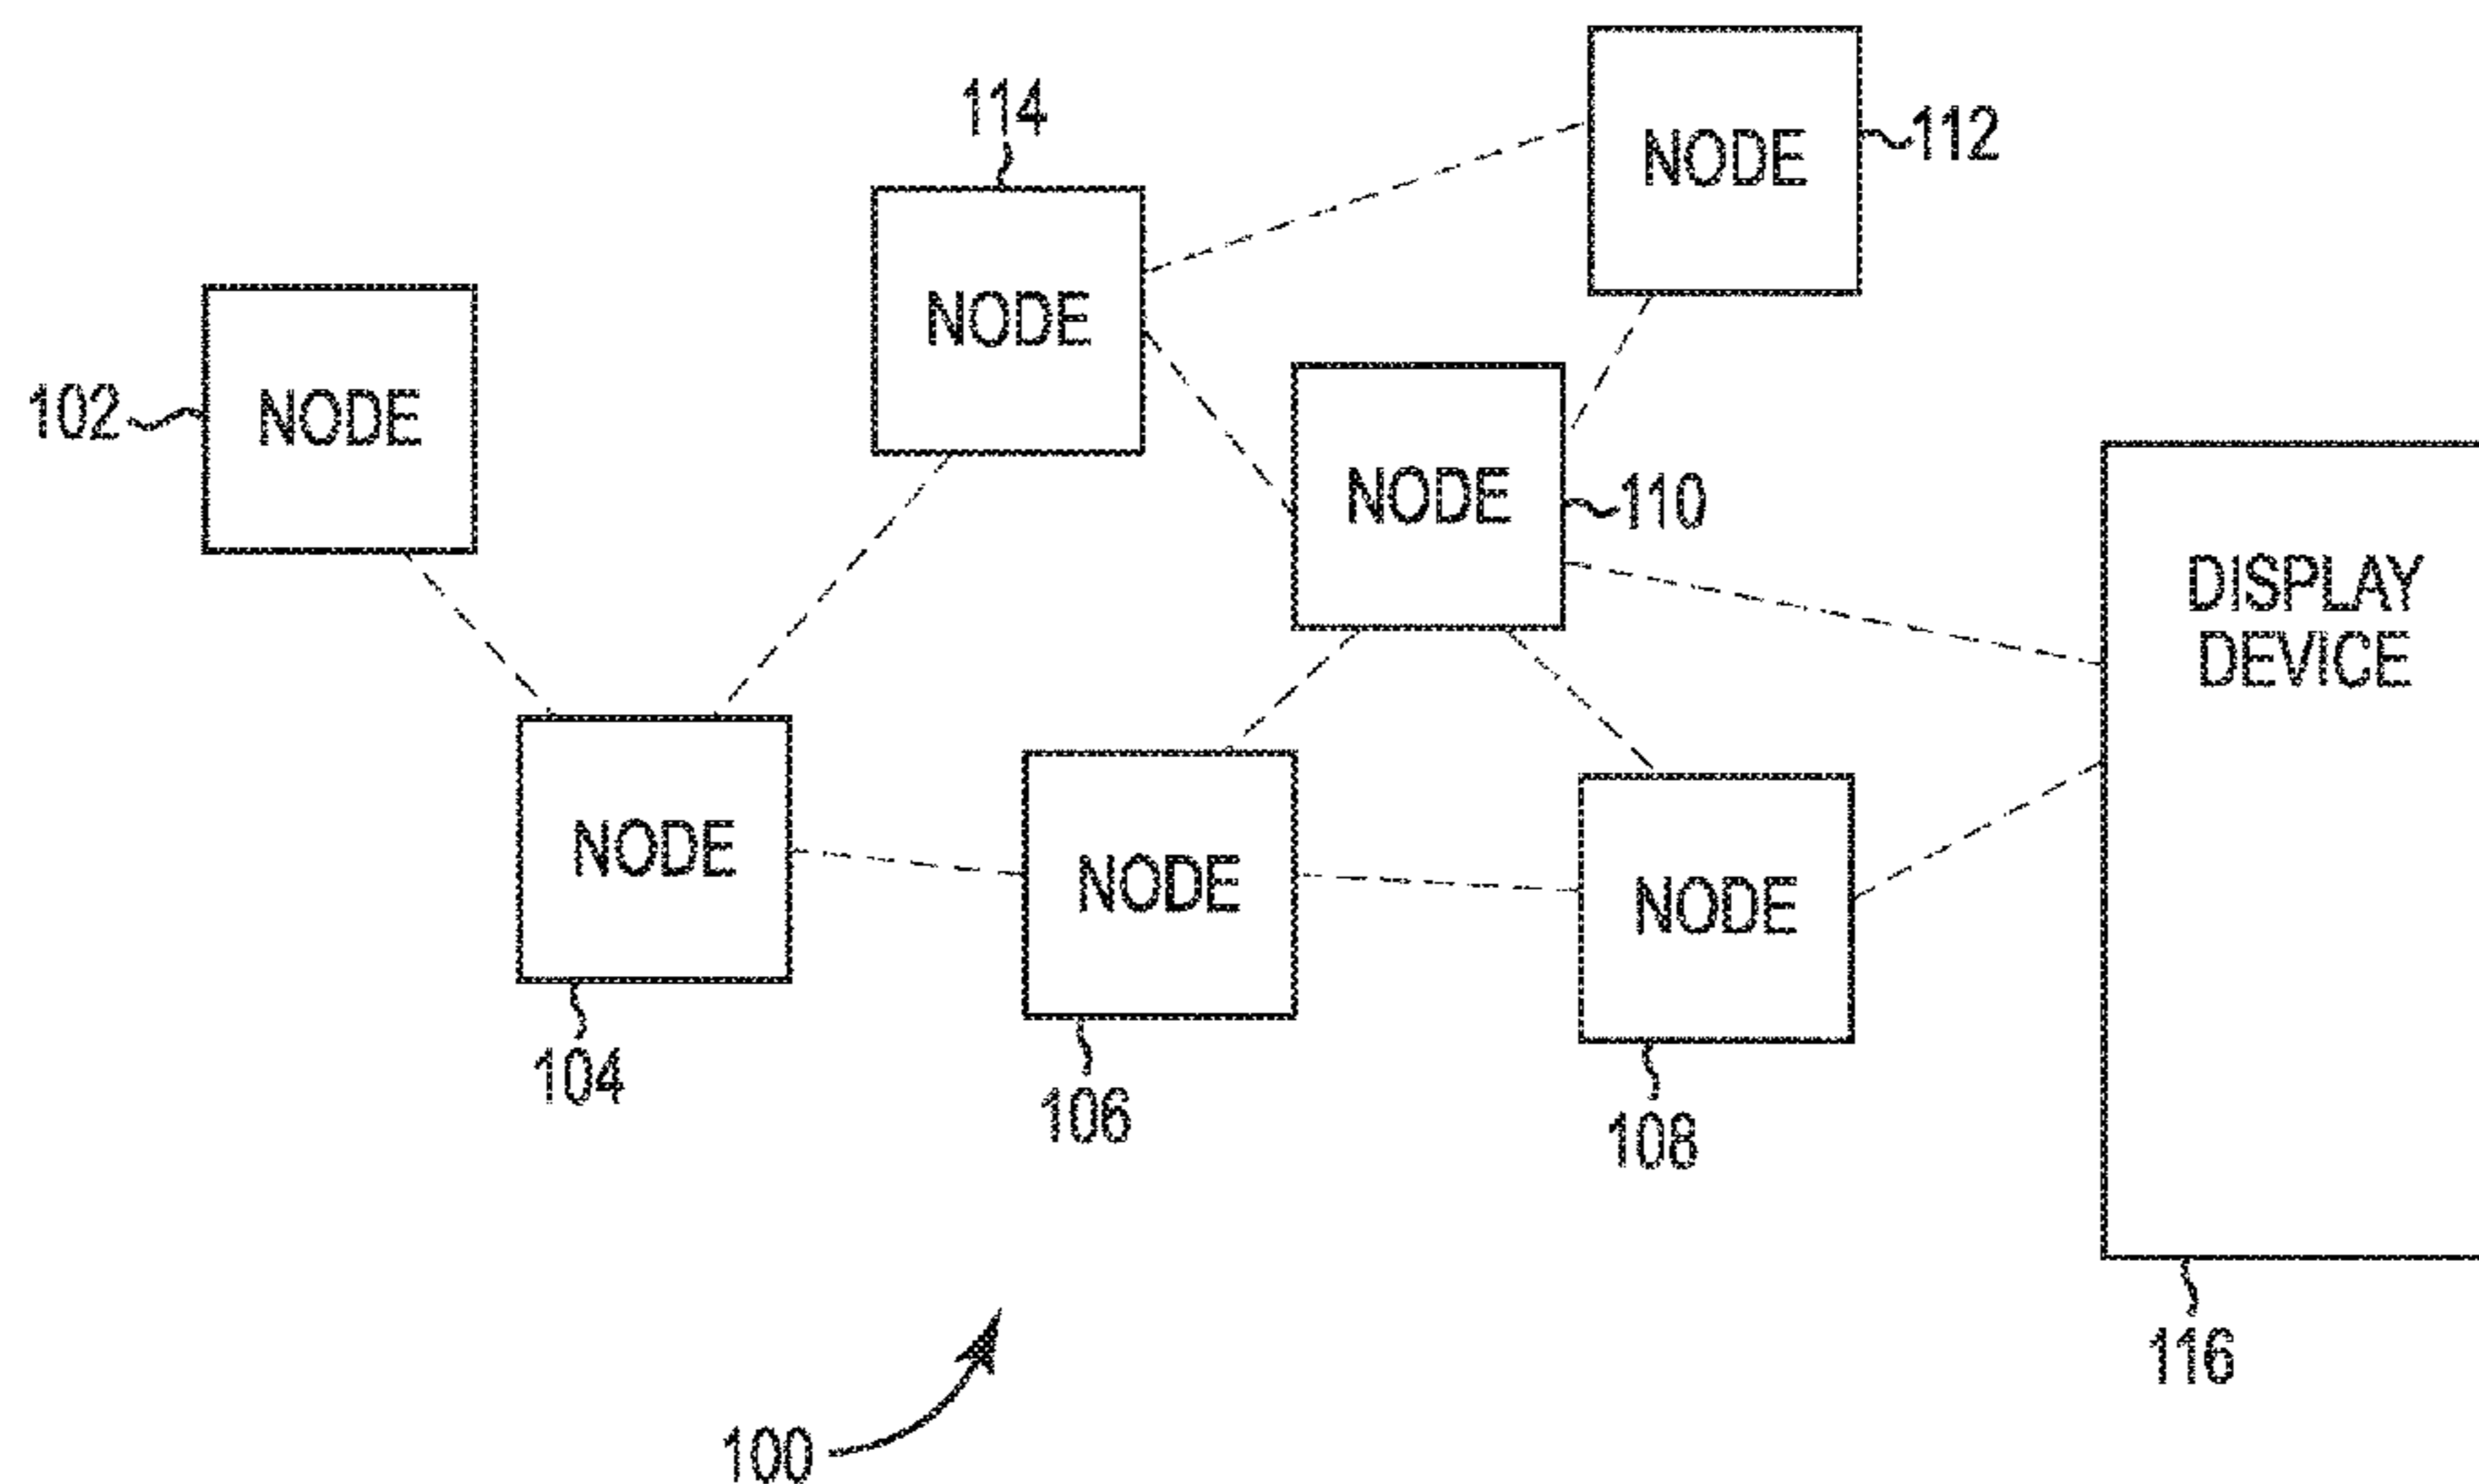 114
NODE
112
NODE
102
NODE
NODE
110
DISPLAY
DEVICE
NODE
NODE
NODE
104
106
108
116
100